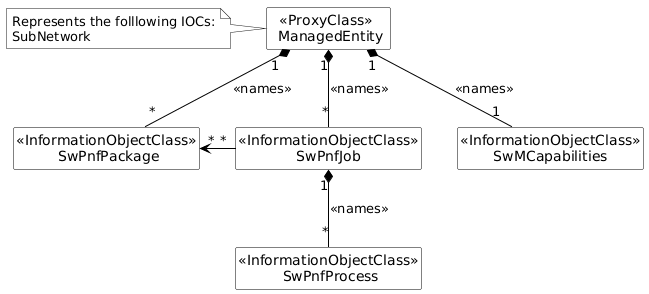 Represents the folllowing IOCs:
SubNetwork
«ProxyClass»
ManagedEntity
1
1
1
«names»
«names»
«names»
*
*
1
«InformationObjectClass»
SwPnfPackage
* *
«InformationObjectClass»
SwPnfJob
«InformationObjectClass»
SwMCapabilities
1
«names»
*
«InformationObjectClass»
SwPnfProcess